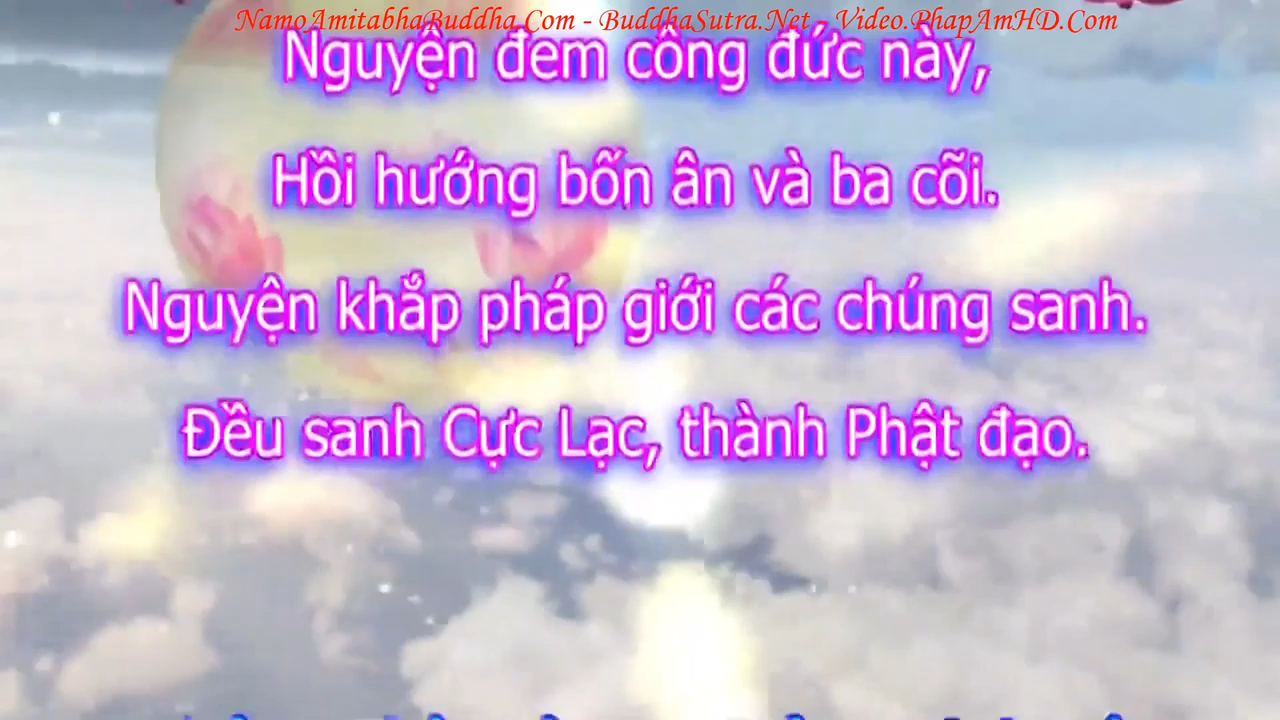 NamoAmitabhaBuddha.Com - BuddhaSutra.Net - Video.PhapAmHD.Com
Nguyện đem công đức này,
Hồi hướng bốn ân và ba cõi.
Nguyện khắp pháp giới các chúng sanh.
Đều sanh Cực Lạc, thành Phật đạo.